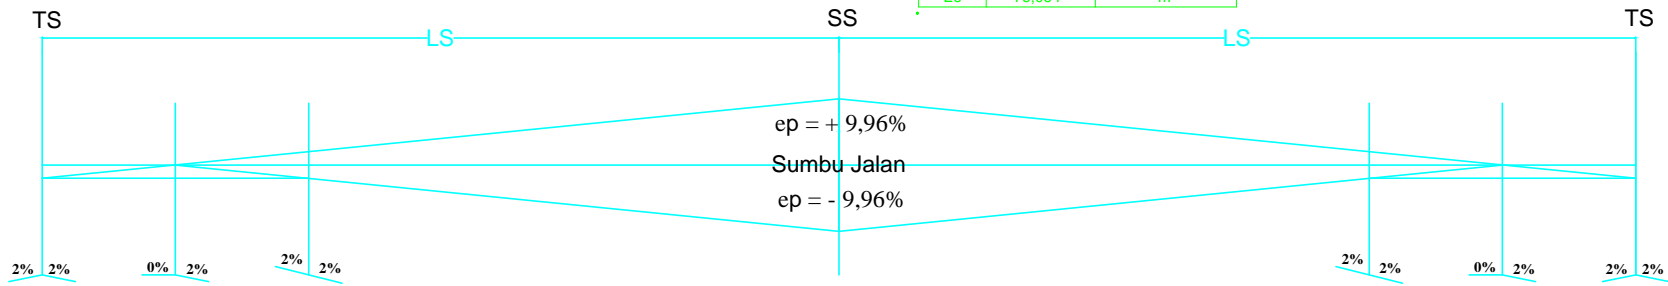 TS SS TS
LS LS
ep = + 9,96%
Sumbu Jalan
ep = - 9,96%
2% 2% 0% 2% 2% 2% 2% 2% 0% 2% 2% 2%